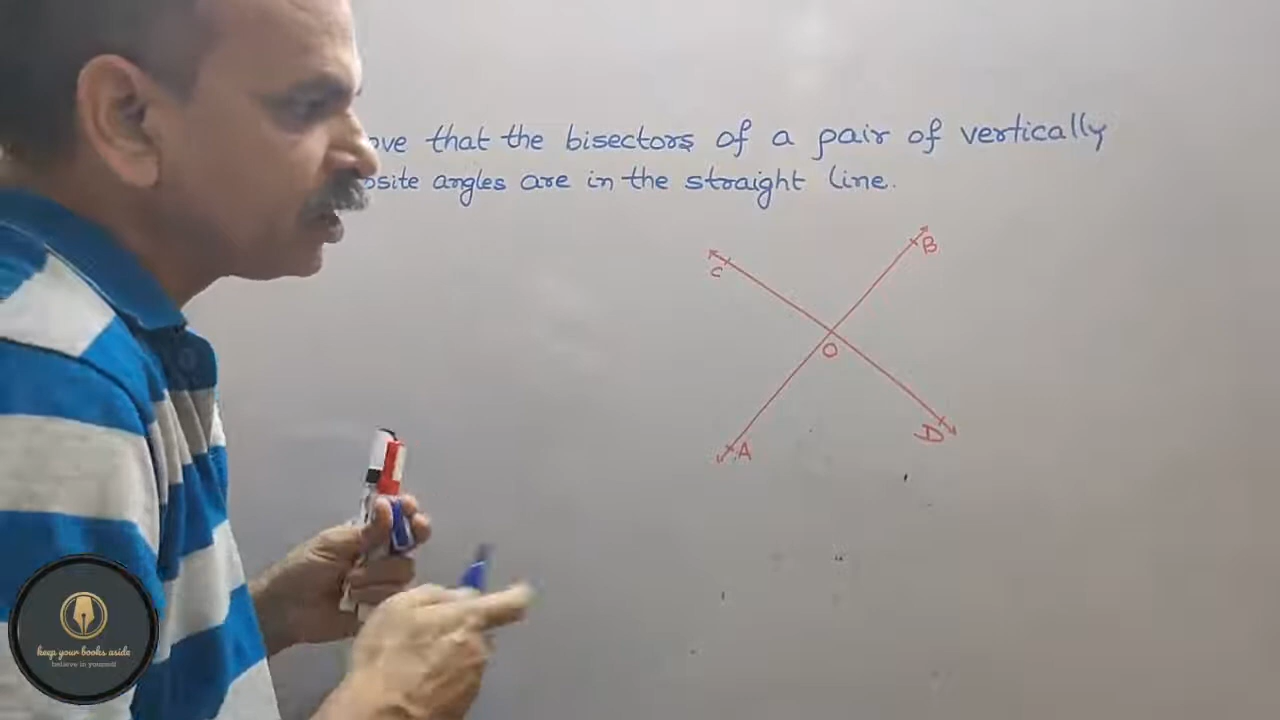 ove that the bisectors of a pair of vertically
osite angles are in the straight line.
C
B
O
A
D
keep your books aside
believe in yourself